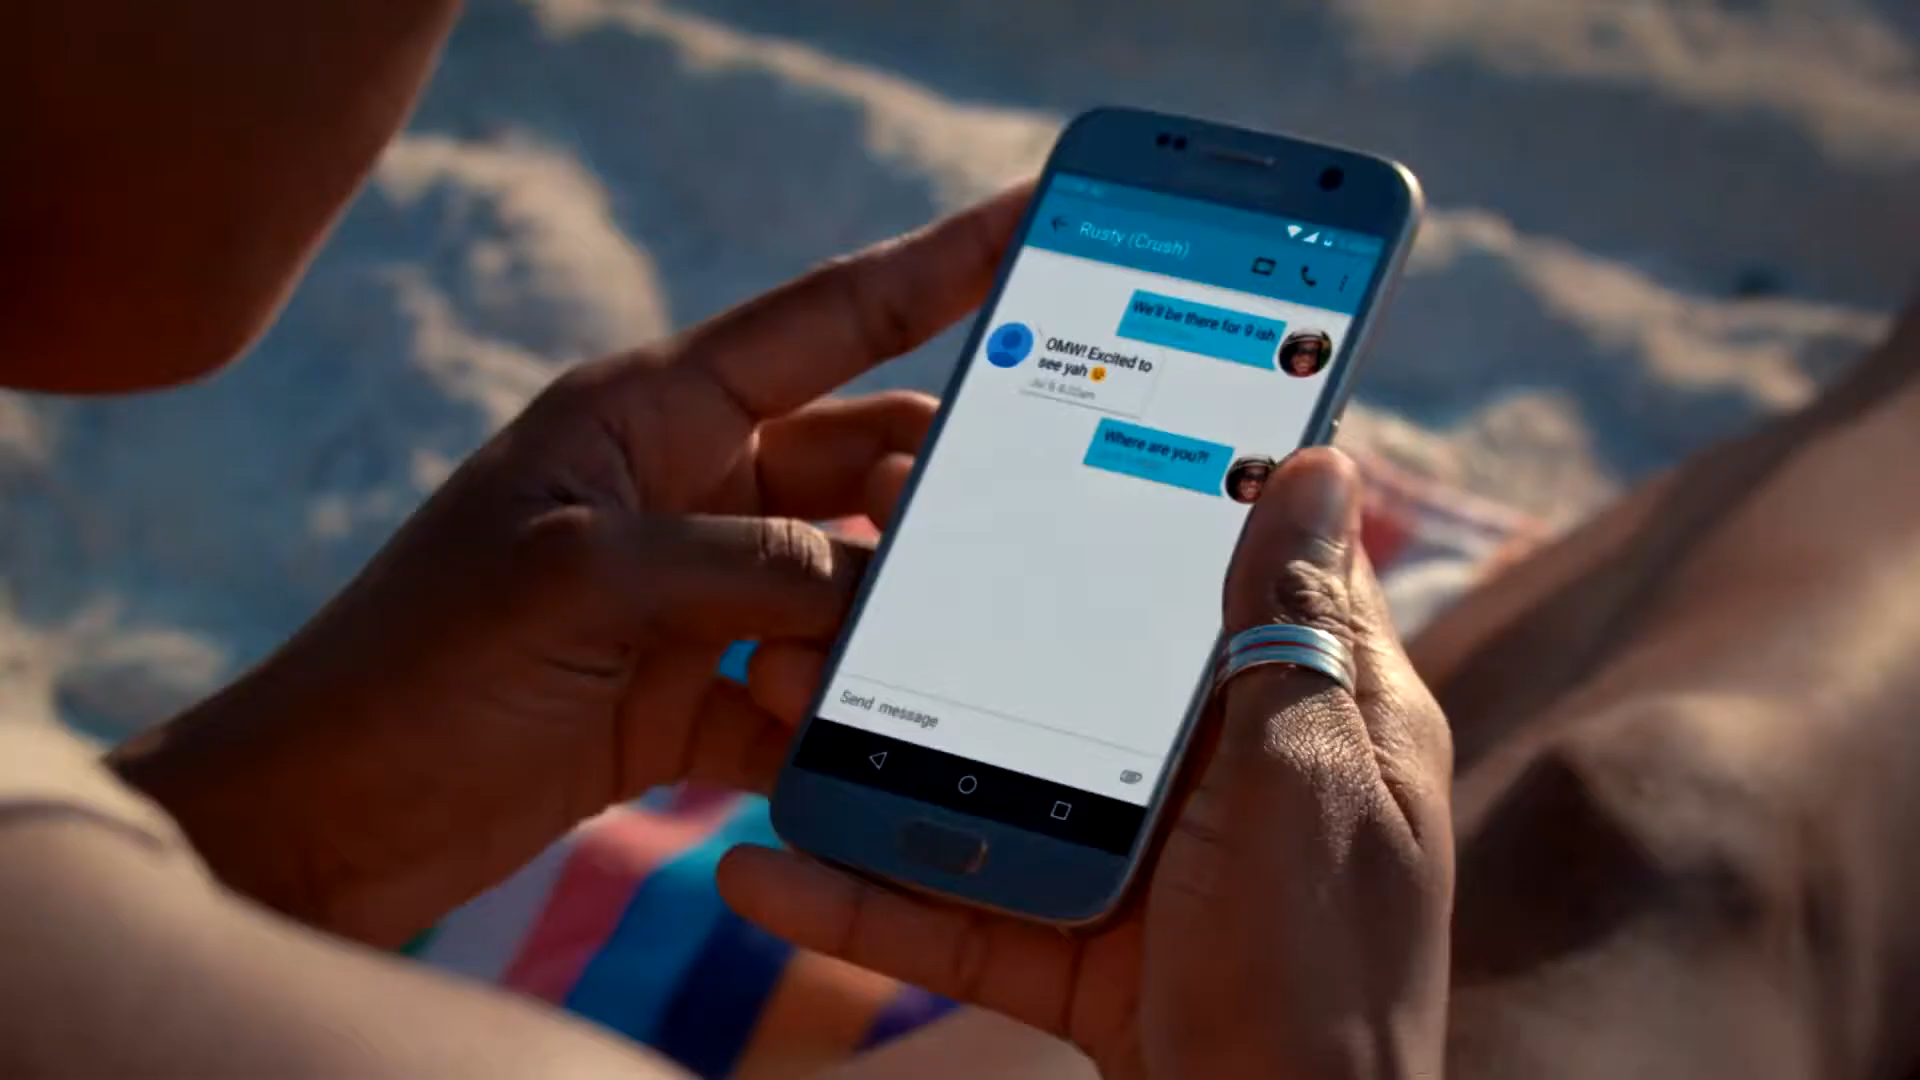 Rusty (Crush)
We'll be there for 9 ish
OMW! Excited to
see yah
Where are you?!
Send message